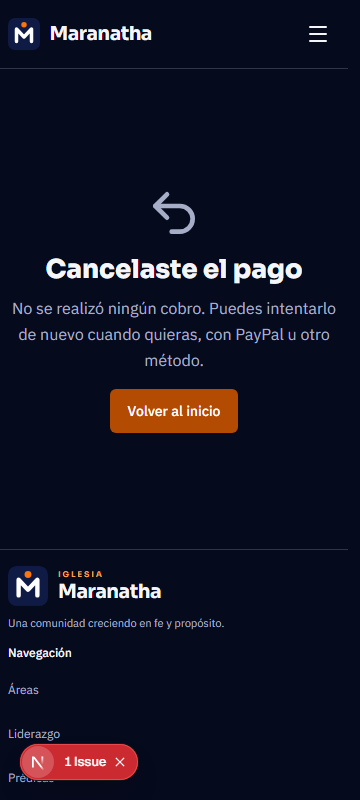 Maranatha
Cancelaste el pago
No se realizó ningún cobro. Puedes intentarlo
de nuevo cuando quieras, con PayPal u otro
método.
Volver al inicio
IGLESIA
Maranatha
Una comunidad creciendo en fe y propósito.
Navegación
Áreas
Liderazgo
N 1 Issue